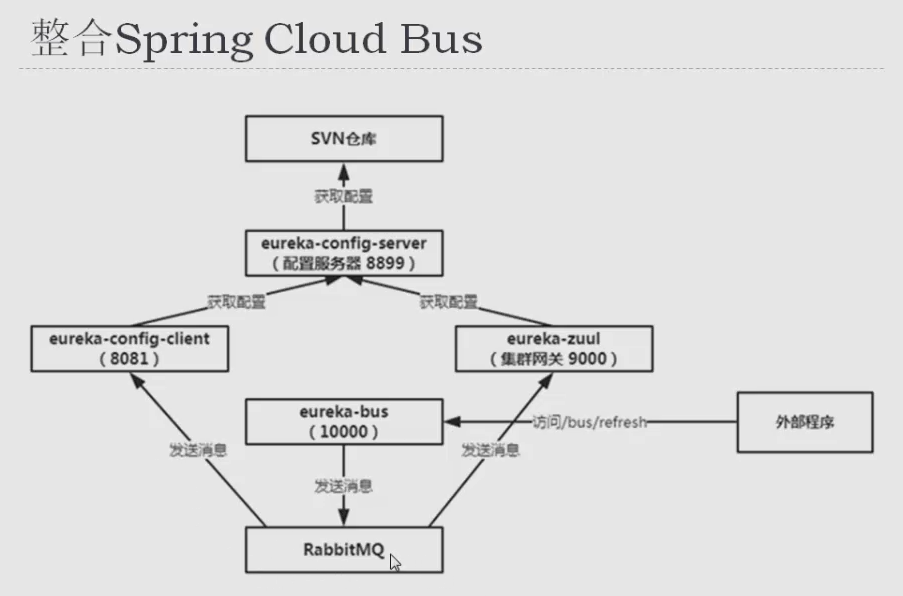 整合Spring Cloud Bus
SVN仓库
获取配置
eureka-config-server
（配置服务器 8899）
获取配置
获取配置
eureka-config-client
（8081）
eureka-zuul
（集群网关 9000）
eureka-bus
（10000）
访问/bus/refresh
外部程序
发送消息
发送消息
发送消息
RabbitMQ